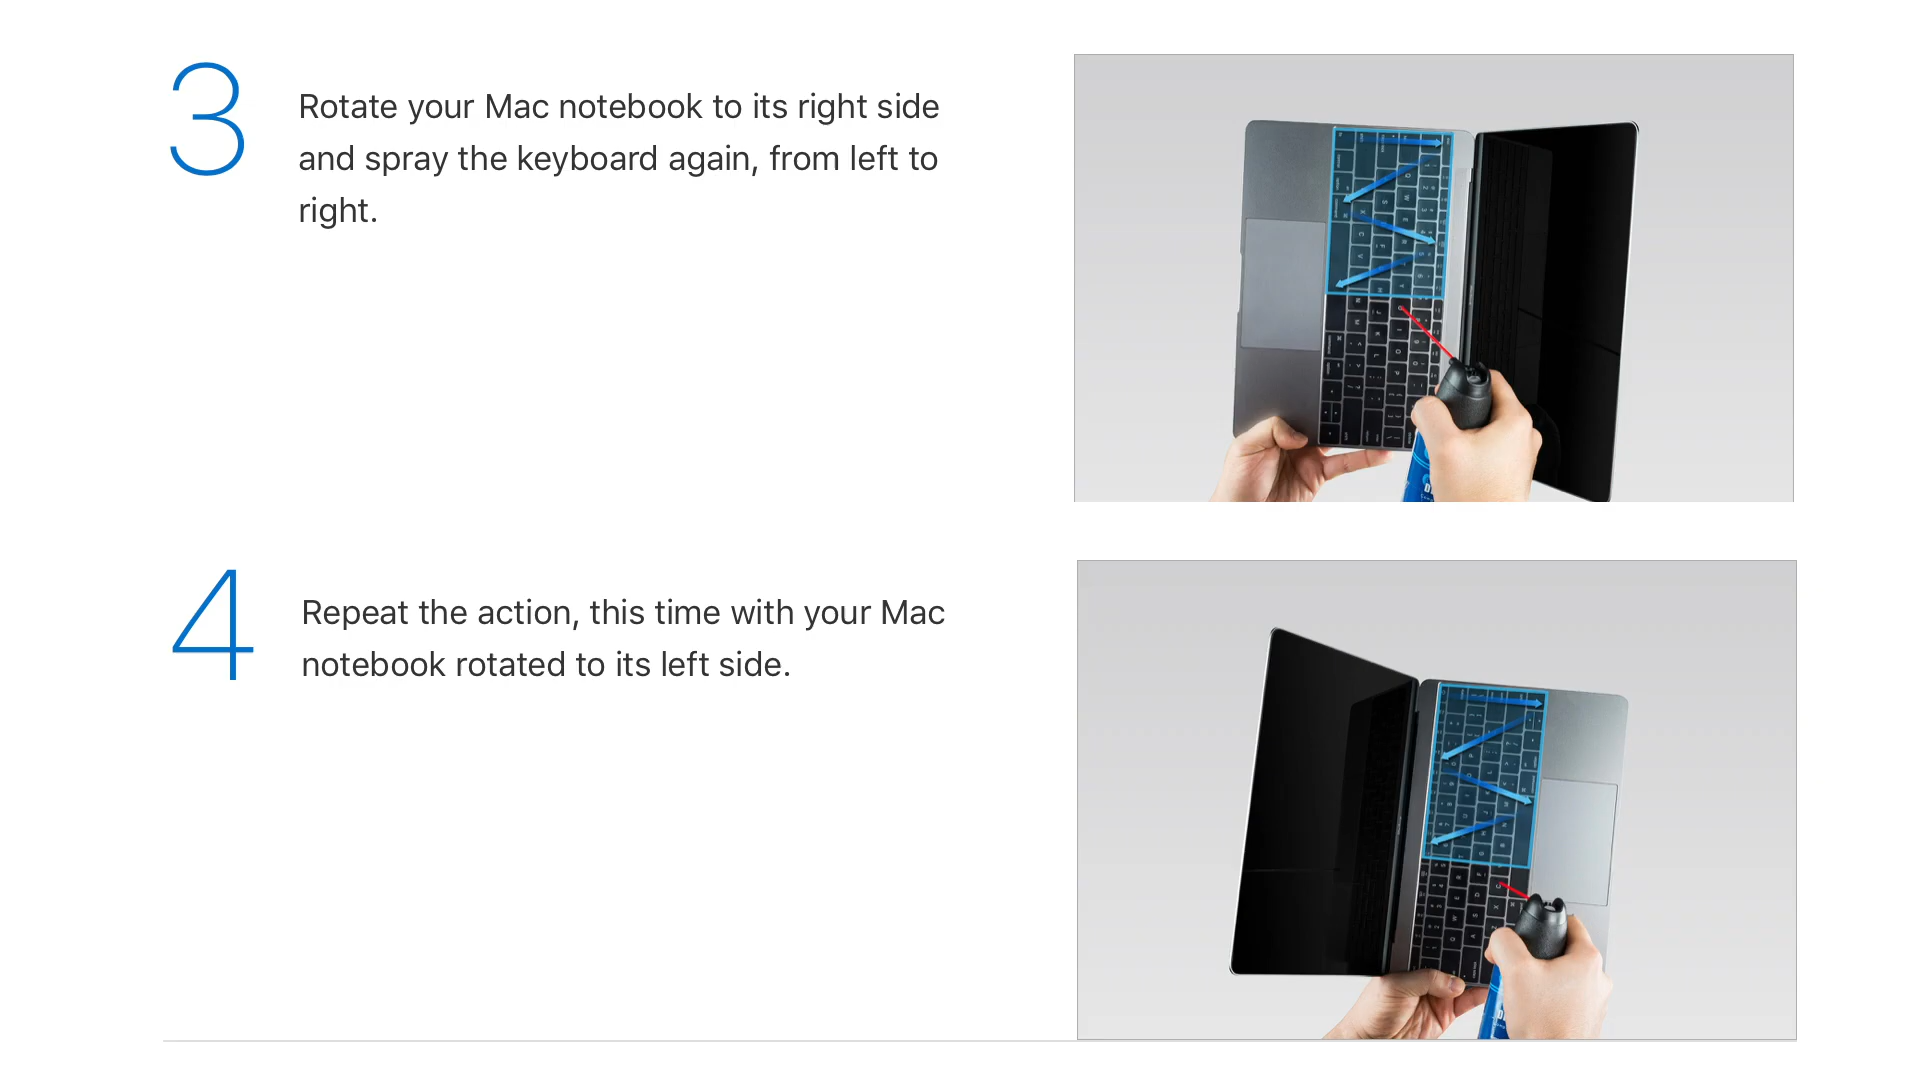 3
Rotate your Mac notebook to its right side
and spray the keyboard again, from left to
right.
4
Repeat the action, this time with your Mac
notebook rotated to its left side.